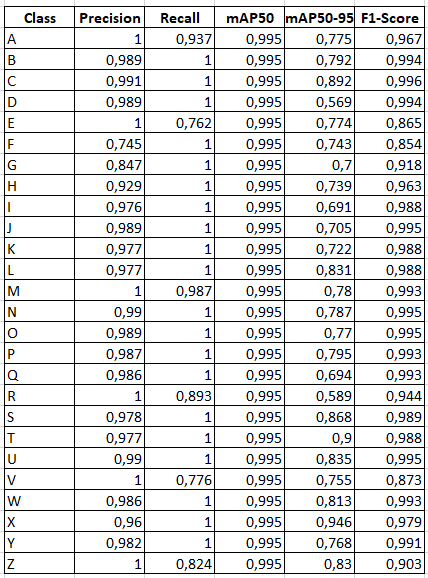 Class Precision Recall mAP50 mAP50-95 F1-Score
A 1 0,937 0,995 0,775 0,967
B 0,989 1 0,995 0,792 0,994
C 0,991 1 0,995 0,892 0,996
D 0,989 1 0,995 0,569 0,994
E 1 0,762 0,995 0,774 0,865
F 0,745 1 0,995 0,743 0,854
G 0,847 1 0,995 0,7 0,918
H 0,929 1 0,995 0,739 0,963
I 0,976 1 0,995 0,691 0,988
J 0,989 1 0,995 0,705 0,995
K 0,977 1 0,995 0,722 0,988
L 0,977 1 0,995 0,831 0,988
M 1 0,987 0,995 0,78 0,993
N 0,99 1 0,995 0,787 0,995
O 0,989 1 0,995 0,77 0,995
P 0,987 1 0,995 0,795 0,993
Q 0,986 1 0,995 0,694 0,993
R 1 0,893 0,995 0,589 0,944
S 0,978 1 0,995 0,868 0,989
T 0,977 1 0,995 0,9 0,988
U 0,99 1 0,995 0,835 0,995
V 1 0,776 0,995 0,755 0,873
W 0,986 1 0,995 0,813 0,993
X 0,96 1 0,995 0,946 0,979
Y 0,982 1 0,995 0,768 0,991
Z 1 0,824 0,995 0,83 0,903